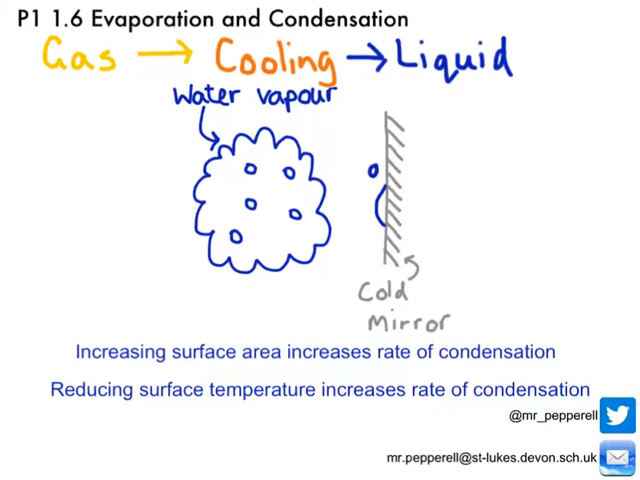 P1 1.6 Evaporation and Condensation
Gas → Cooling → Liquid
Water vapour
Cold
Mirror
Increasing surface area increases rate of condensation
Reducing surface temperature increases rate of condensation
@mr_pepperell
mr.pepperell@st-lukes.devon.sch.uk